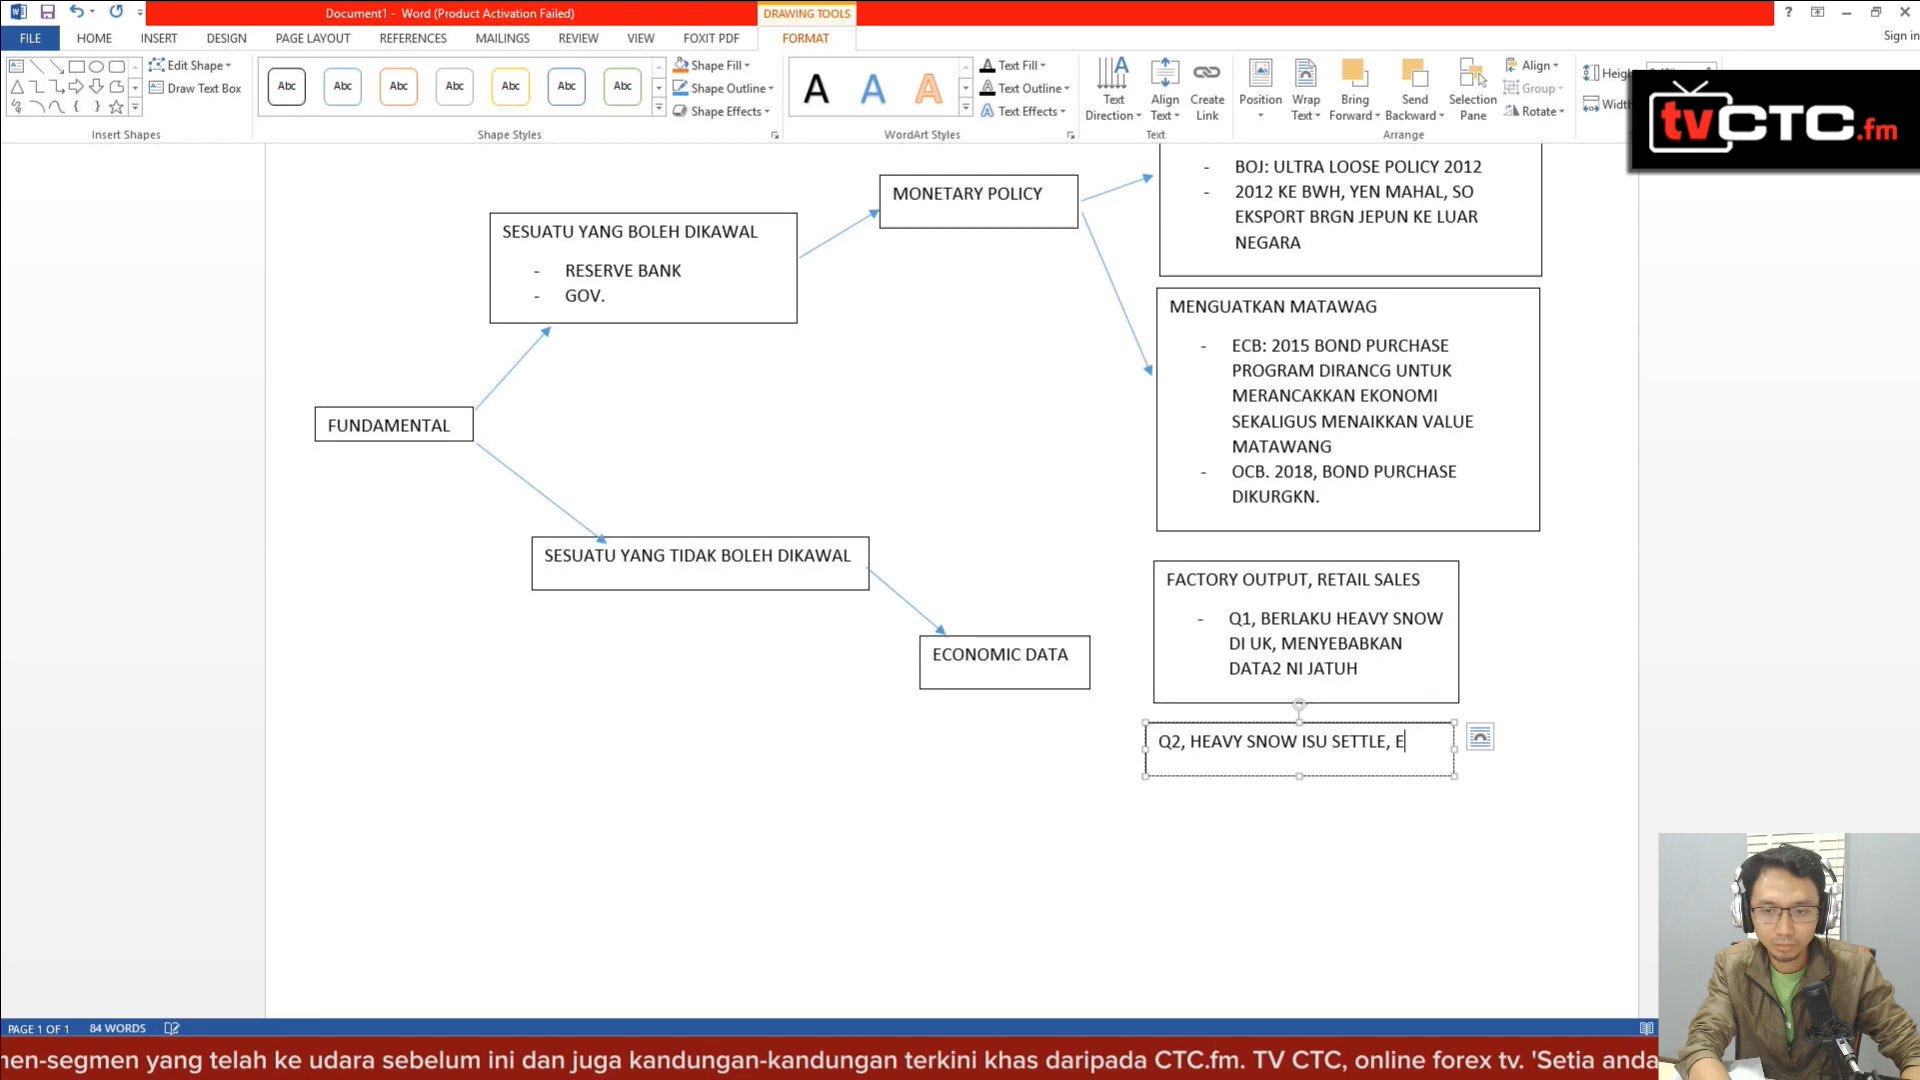 Document1 - Word (Product Activation Failed)
DRAWING TOOLS
?
FILE
HOME
INSERT
DESIGN
PAGE LAYOUT
REFERENCES
MAILINGS
REVIEW
VIEW
FOXIT PDF
FORMAT
Sign in
Edit Shape
Draw Text Box
Insert Shapes
Abc Abc Abc Abc Abc Abc Abc
Shape Fill
Shape Outline
Shape Effects
Shape Styles
A A A
Text Fill
Text Outline
Text Effects
WordArt Styles
Text Direction
Align Text
Create Link
Text
Position
Wrap Text
Bring Forward
Send Backward
Selection Pane
Align
Group
Rotate
Arrange
tvCTC.fm
- BOJ: ULTRA LOOSE POLICY 2012
- 2012 KE BWH, YEN MAHAL, SO
EKSPORT BRGN JEPUN KE LUAR
NEGARA
MONETARY POLICY
SESUATU YANG BOLEH DIKAWAL
- RESERVE BANK
- GOV.
MENGUATKAN MATAWAG
- ECB: 2015 BOND PURCHASE
PROGRAM DIRANCG UNTUK
MERANCAKKAN EKONOMI
SEKALIGUS MENAIKKAN VALUE
MATAWANG
- OCB. 2018, BOND PURCHASE
DIKURGKN.
FUNDAMENTAL
SESUATU YANG TIDAK BOLEH DIKAWAL
FACTORY OUTPUT, RETAIL SALES
- Q1, BERLAKU HEAVY SNOW
DI UK, MENYEBABKAN
DATA2 NI JATUH
ECONOMIC DATA
Q2, HEAVY SNOW ISU SETTLE, E
PAGE 1 OF 1
84 WORDS
men-segmen yang telah ke udara sebelum ini dan juga kandungan-kandungan terkini khas daripada CTC.fm. TV CTC, online forex tv. 'Setia anda